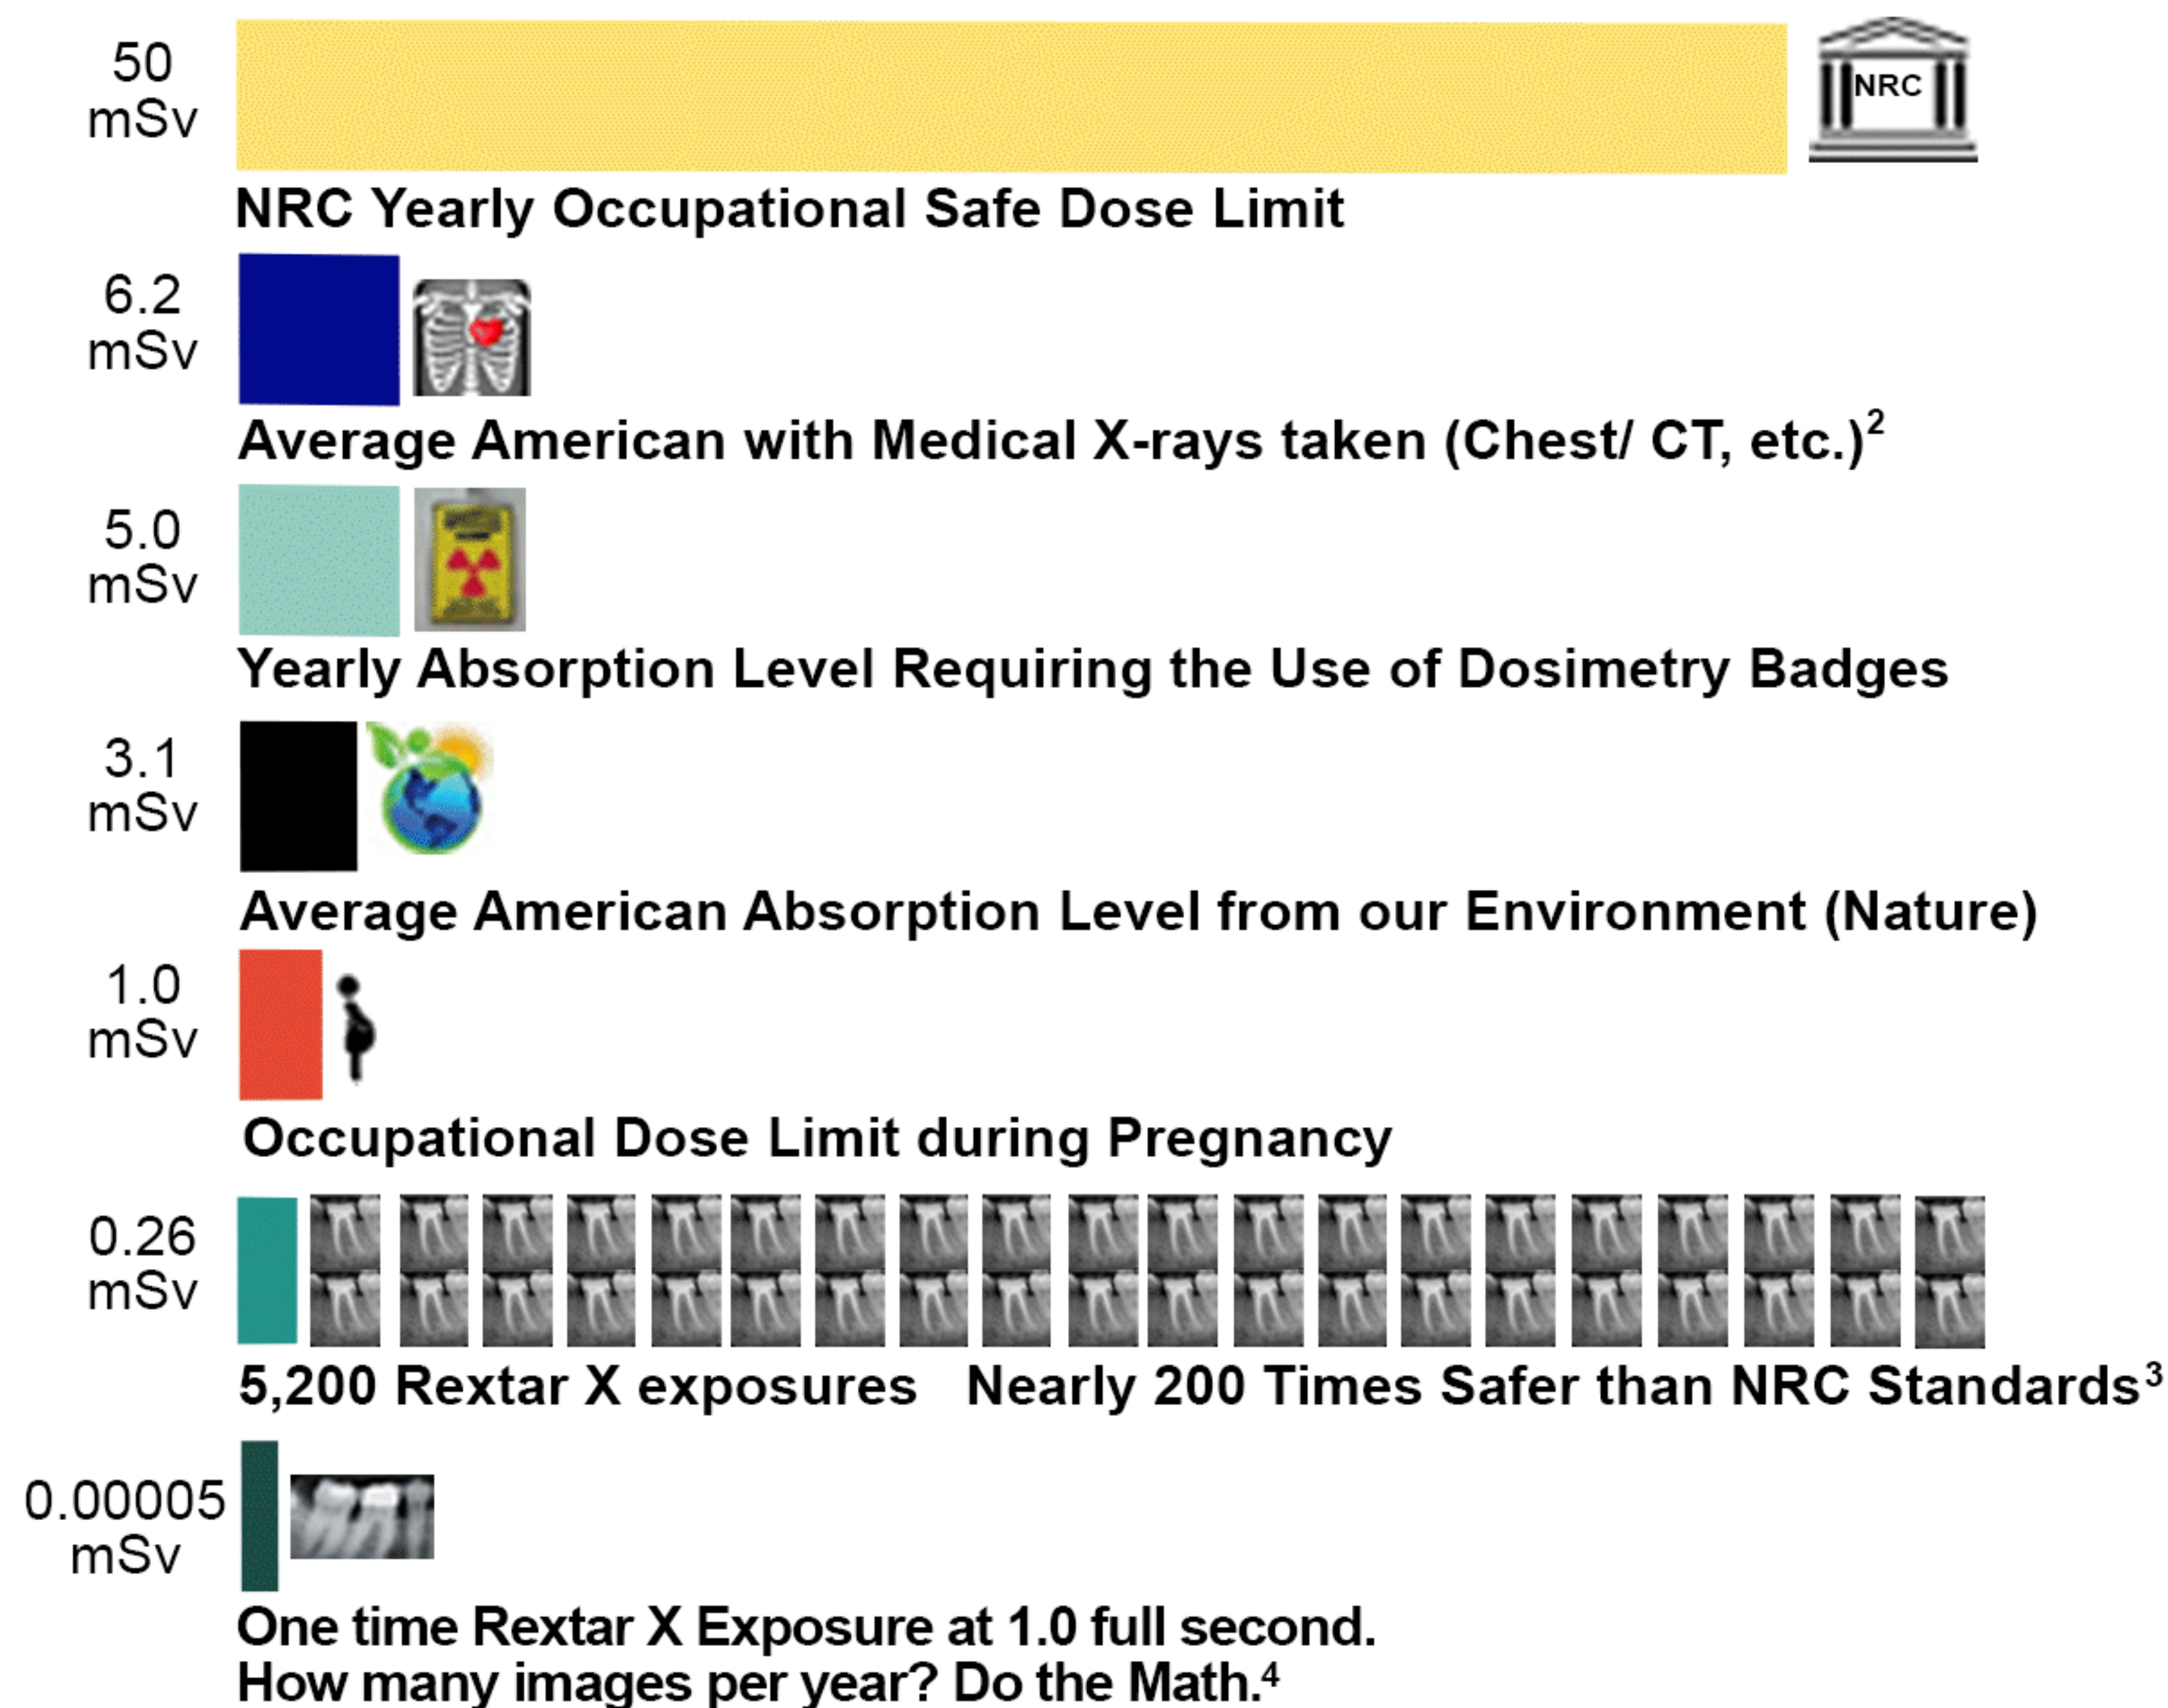 50
mSv
NRC
NRC Yearly Occupational Safe Dose Limit
6.2
mSv
Average American with Medical X-rays taken (Chest/ CT, etc.)²
5.0
mSv
Yearly Absorption Level Requiring the Use of Dosimetry Badges
3.1
mSv
Average American Absorption Level from our Environment (Nature)
1.0
mSv
Occupational Dose Limit during Pregnancy
0.26
mSv
5,200 Rextar X exposures   Nearly 200 Times Safer than NRC Standards³
0.00005
mSv
One time Rextar X Exposure at 1.0 full second.
How many images per year? Do the Math.⁴